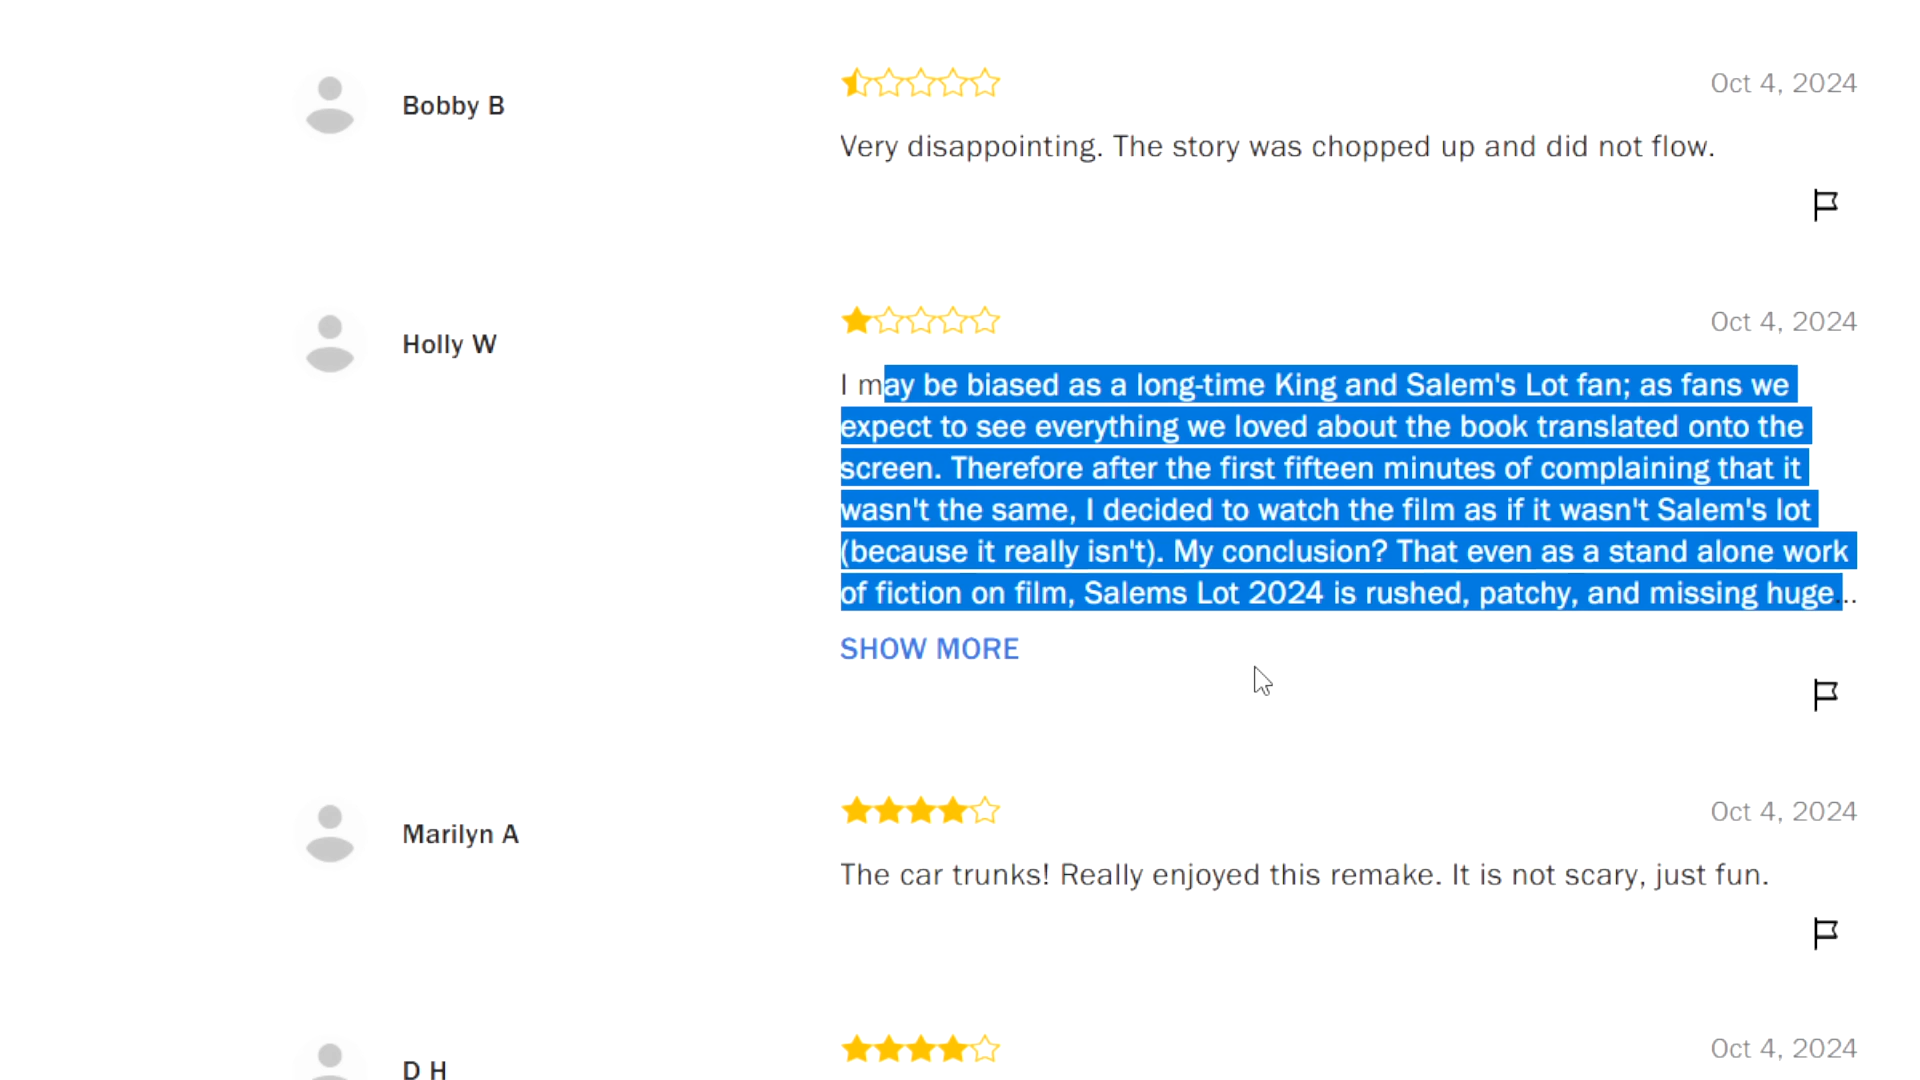 Bobby B
Oct 4, 2024
Very disappointing. The story was chopped up and did not flow.
Holly W
Oct 4, 2024
I may be biased as a long-time King and Salem's Lot fan; as fans we
expect to see everything we loved about the book translated onto the
screen. Therefore after the first fifteen minutes of complaining that it
wasn't the same, I decided to watch the film as if it wasn't Salem's lot
(because it really isn't). My conclusion? That even as a stand alone work
of fiction on film, Salems Lot 2024 is rushed, patchy, and missing huge...
SHOW MORE
Marilyn A
Oct 4, 2024
The car trunks! Really enjoyed this remake. It is not scary, just fun.
D H
Oct 4, 2024